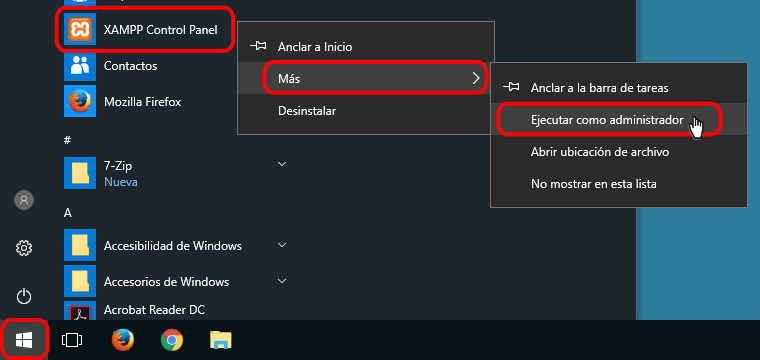 XAMPP Control Panel
Contactos
Mozilla Firefox
#
7-Zip
Nueva
A
Accesibilidad de Windows
Accesorios de Windows
Acrobat Reader DC
Anclar a Inicio
Más
Desinstalar
Anclar a la barra de tareas
Ejecutar como administrador
Abrir ubicación de archivo
No mostrar en esta lista